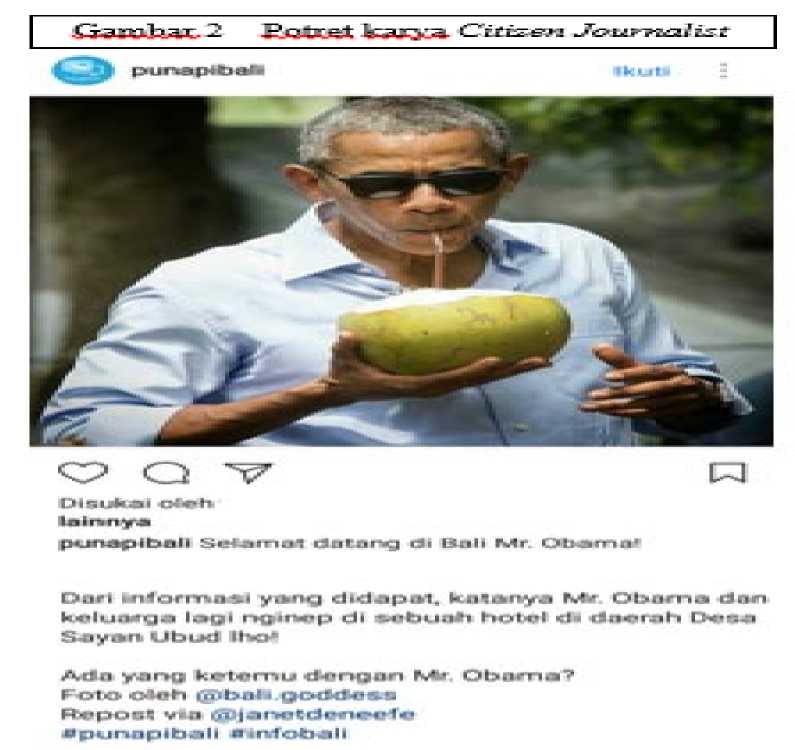 Gambar 2 Potret karya Citizen Journalist
punapibali Ikuti
Disukai oleh
lainnya
punapibali Selamat datang di Bali Mr. Obama!
Dari informasi yang didapat, katanya Mr. Obama dan
keluarga lagi nginep di sebuah hotel di daerah Desa
Sayan Ubud lho!
Ada yang ketemu dengan Mr. Obama?
Foto oleh @bali.goddess
Repost via @janetdeneefe
#punapibali #infobali